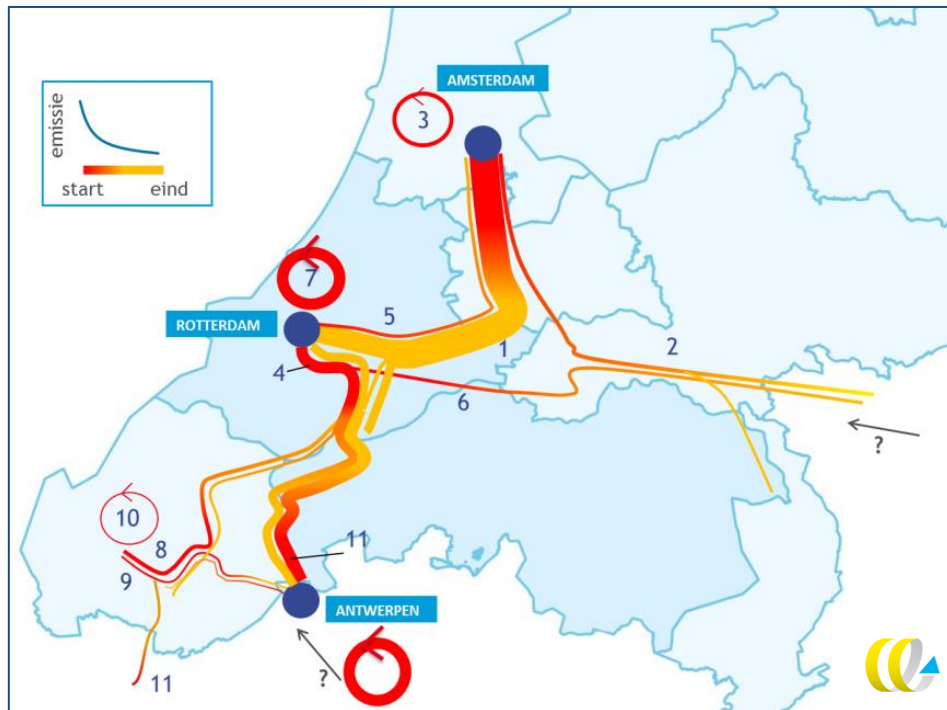 AMSTERDAM
3
emissie
start eind
7
ROTTERDAM
5
1
2
4
6
?
10
8
11
9
ANTWERPEN
?
11